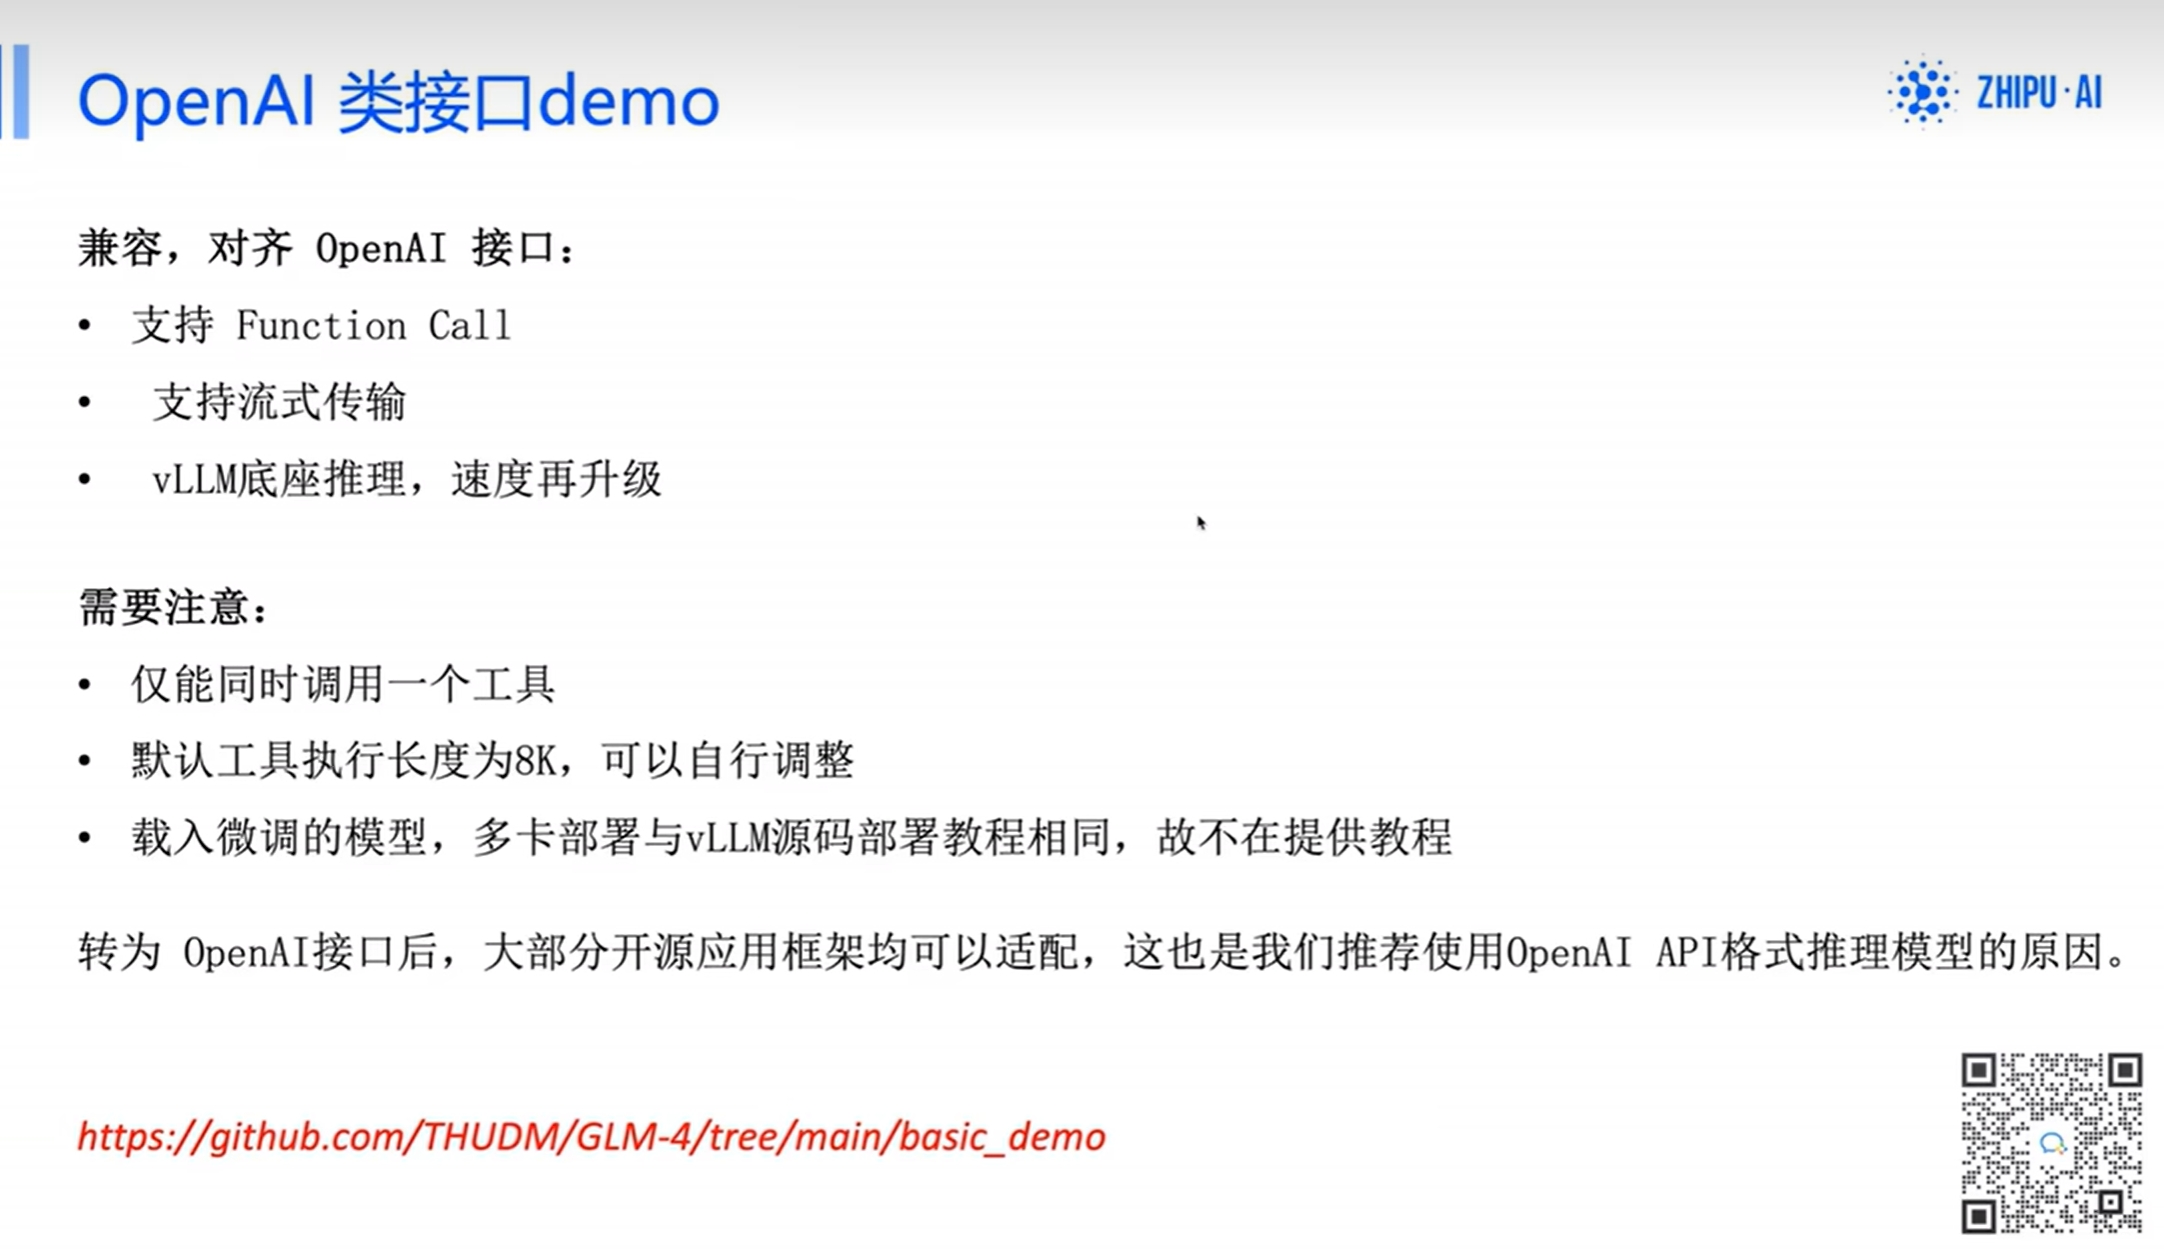 OpenAI 类接口demo
ZHIPU·AI
兼容，对齐 OpenAI 接口：
• 支持 Function Call
• 支持流式传输
• vLLM底座推理，速度再升级
需要注意：
• 仅能同时调用一个工具
• 默认工具执行长度为8K，可以自行调整
• 载入微调的模型，多卡部署与vLLM源码部署教程相同，故不在提供教程
转为 OpenAI接口后，大部分开源应用框架均可以适配，这也是我们推荐使用OpenAI API格式推理模型的原因。
https://github.com/THUDM/GLM-4/tree/main/basic_demo